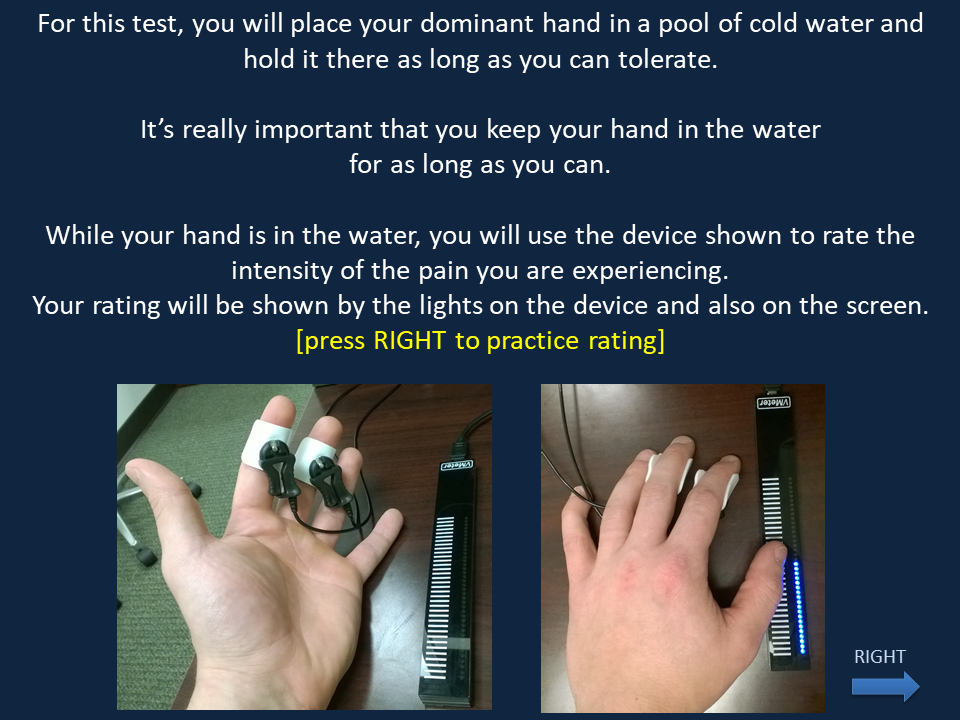 For this test, you will place your dominant hand in a pool of cold water and
hold it there as long as you can tolerate.
It’s really important that you keep your hand in the water
for as long as you can.
While your hand is in the water, you will use the device shown to rate the
intensity of the pain you are experiencing.
Your rating will be shown by the lights on the device and also on the screen.
[press RIGHT to practice rating]
VMeter
VMeter
RIGHT